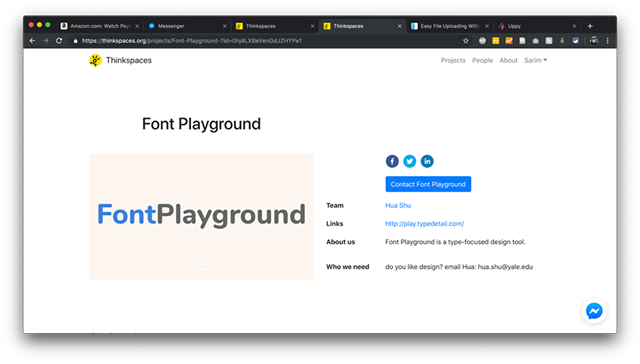 Amazon.com: Watch Psy
Messenger
Thinkspaces
Thinkspaces
Easy File Uploading With
Uppy
https://thinkspaces.org/projects/Font-Playground-?id=
Thinkspaces
Projects People About Sarim
Font Playground
FontPlayground
Contact Font Playground
Team Hua Shu
Links http://play.typedetail.com/
About us Font Playground is a type-focused design tool.
Who we need do you like design? email Hua: hua.shu@yale.edu